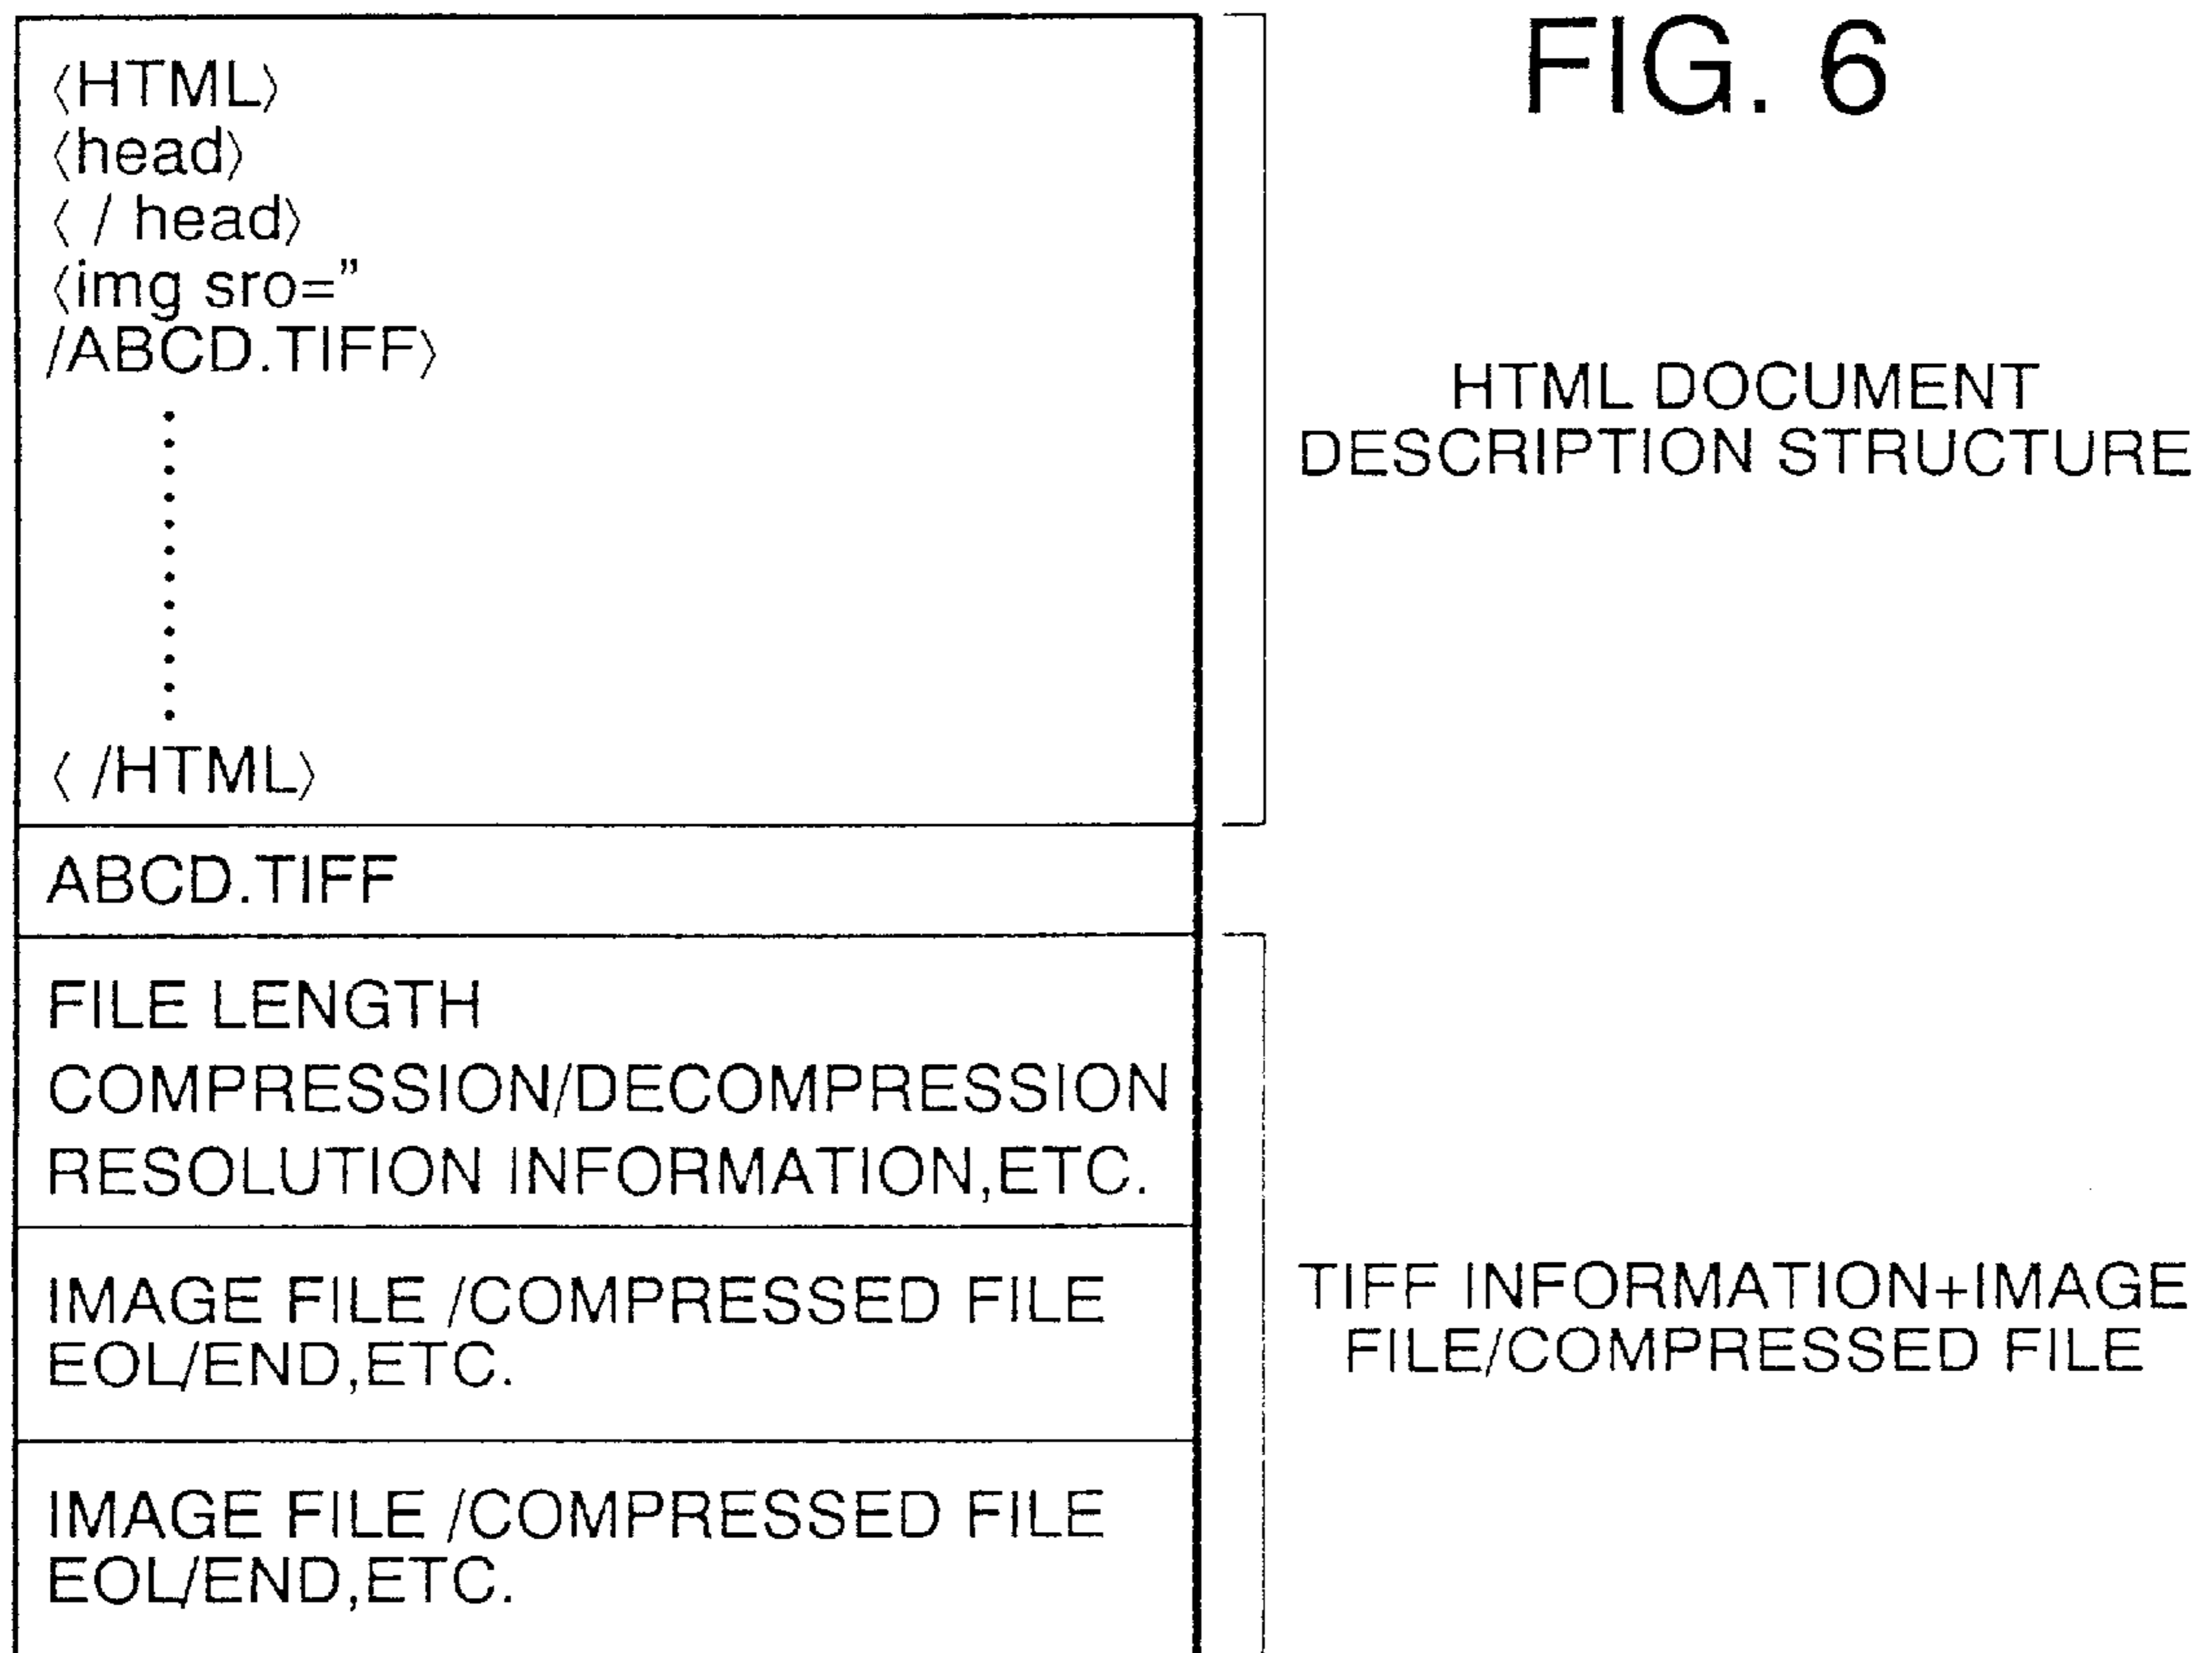 FIG. 6
〈HTML〉
〈head〉
〈 / head〉
〈img sro=”
/ABCD.TIFF〉
〈 /HTML〉
HTML DOCUMENT
DESCRIPTION STRUCTURE
ABCD.TIFF
FILE LENGTH
COMPRESSION/DECOMPRESSION
RESOLUTION INFORMATION,ETC.
IMAGE FILE /COMPRESSED FILE
EOL/END,ETC.
IMAGE FILE /COMPRESSED FILE
EOL/END,ETC.
TIFF INFORMATION+IMAGE
FILE/COMPRESSED FILE